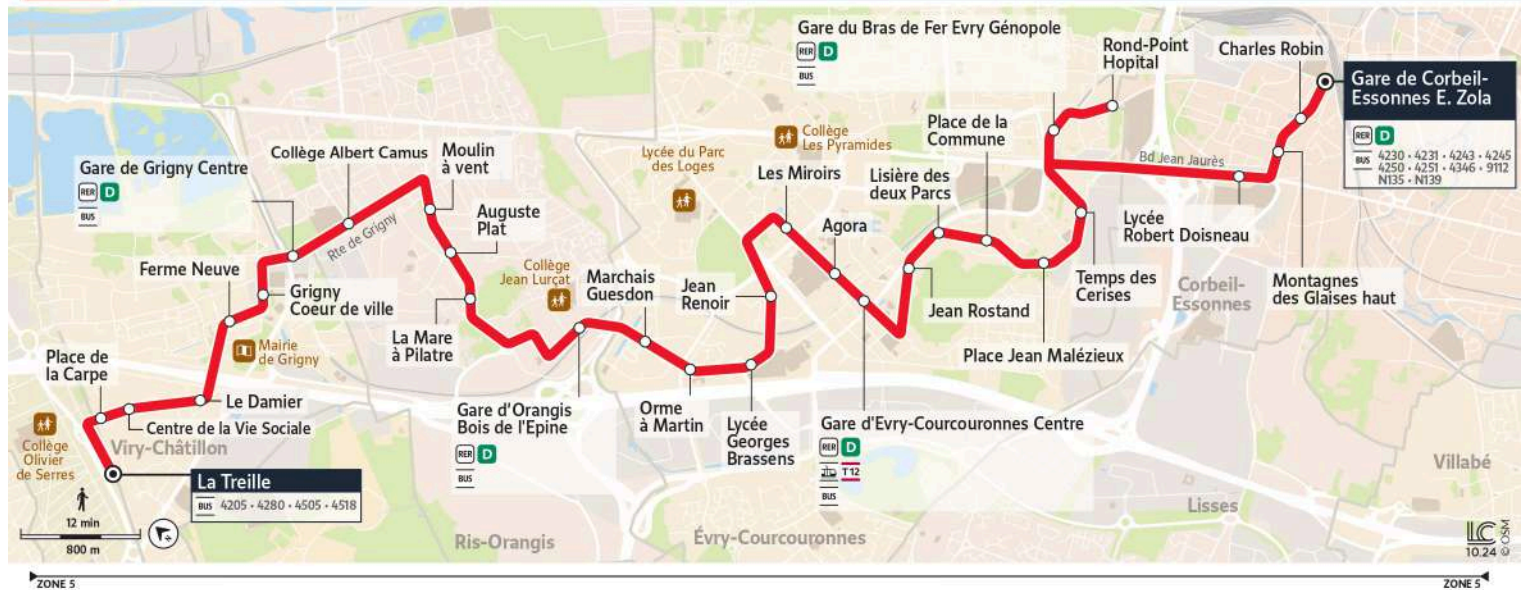 Gare du Bras de Fer Evry Génopole
RER D
BUS
Rond-Point
Hopital
Charles Robin
Gare de Corbeil-
Essonnes E. Zola
RER D
BUS 4230 • 4231 • 4243 • 4245
4250 • 4251 • 4346 • 9112
N135 • N139
Gare de Grigny Centre
RER D
BUS
Collège Albert Camus
Moulin
à vent
Lycée du Parc
des Loges
Collège
Les Pyramides
Les Miroirs
Place de la
Commune
Lisière des
deux Parcs
Bd Jean Jaurès
Rte de Grigny
Auguste
Plat
Agora
Lycée
Robert Doisneau
Ferme Neuve
Grigny
Coeur de ville
Collège
Jean Lurçat
Marchais
Guesdon
Jean
Renoir
Jean Rostand
Temps des
Cerises
Corbeil-
Essonnes
Montagnes
des Glaises haut
La Mare
à Pilatre
Place Jean Malézieux
Mairie
de Grigny
Place de
la Carpe
Le Damier
Centre de la Vie Sociale
Viry-Châtillon
Collège
Olivier
de Serres
Gare d'Orangis
Bois de l'Epine
RER D
BUS
Orme
à Martin
Lycée
Georges
Brassens
Gare d'Evry-Courcouronnes Centre
RER D
T12
BUS
La Treille
BUS 4205 • 4280 • 4505 • 4518
Villabé
Lisses
12 min
800 m
Ris-Orangis
Évry-Courcouronnes
LC
10.24
© OSM
ZONE 5
ZONE 5